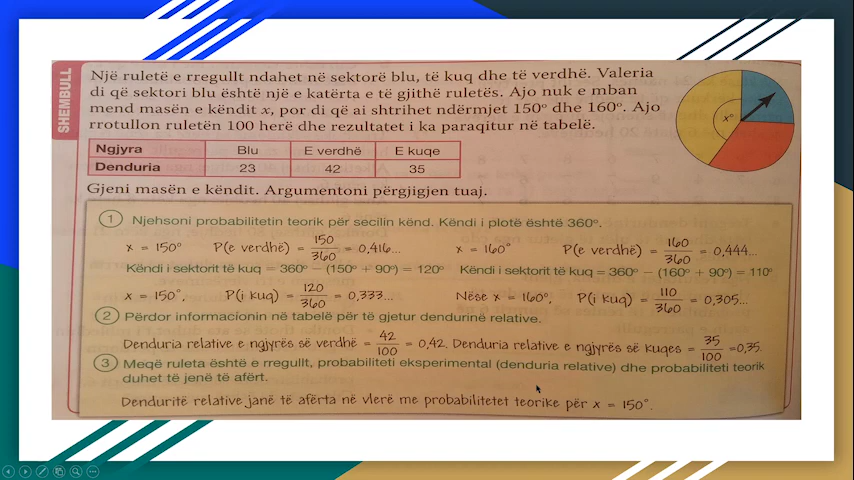 SHEMBULL
Një ruletë e rregullt ndahet në sektorë blu, të kuq dhe të verdhë. Valeria
di që sektori blu është një e katërta e të gjithë ruletës. Ajo nuk e mban
mend masën e këndit x, por di që ai shtrihet ndërmjet 150° dhe 160°. Ajo
rrotullon ruletën 100 herë dhe rezultatet i ka paraqitur në tabelë.
x°
Ngjyra Blu E verdhë E kuqe
Denduria 23 42 35
Gjeni masën e këndit. Argumentoni përgjigjen tuaj.
1 Njehsoni probabilitetin teorik për secilin kënd. Këndi i plotë është 360°.
x = 150° P(e verdhë) = 150/360 = 0,416... x = 160° P(e verdhë) = 160/360 = 0,444...
Këndi i sektorit të kuq = 360° − (150° + 90°) = 120° Këndi i sektorit të kuq = 360° − (160° + 90°) = 110°
x = 150°, P(i kuq) = 120/360 = 0,333... Nëse x = 160°, P(i kuq) = 110/360 = 0,305...
2 Përdor informacionin në tabelë për të gjetur dendurinë relative.
Denduria relative e ngjyrës së verdhë = 42/100 = 0,42. Denduria relative e ngjyrës së kuqes = 35/100 =0,35.
3 Meqë ruleta është e rregullt, probabiliteti eksperimental (denduria relative) dhe probabiliteti teorik
duhet të jenë të afërt.
Denduritë relative janë të afërta në vlerë me probabilitetet teorike për x = 150°.